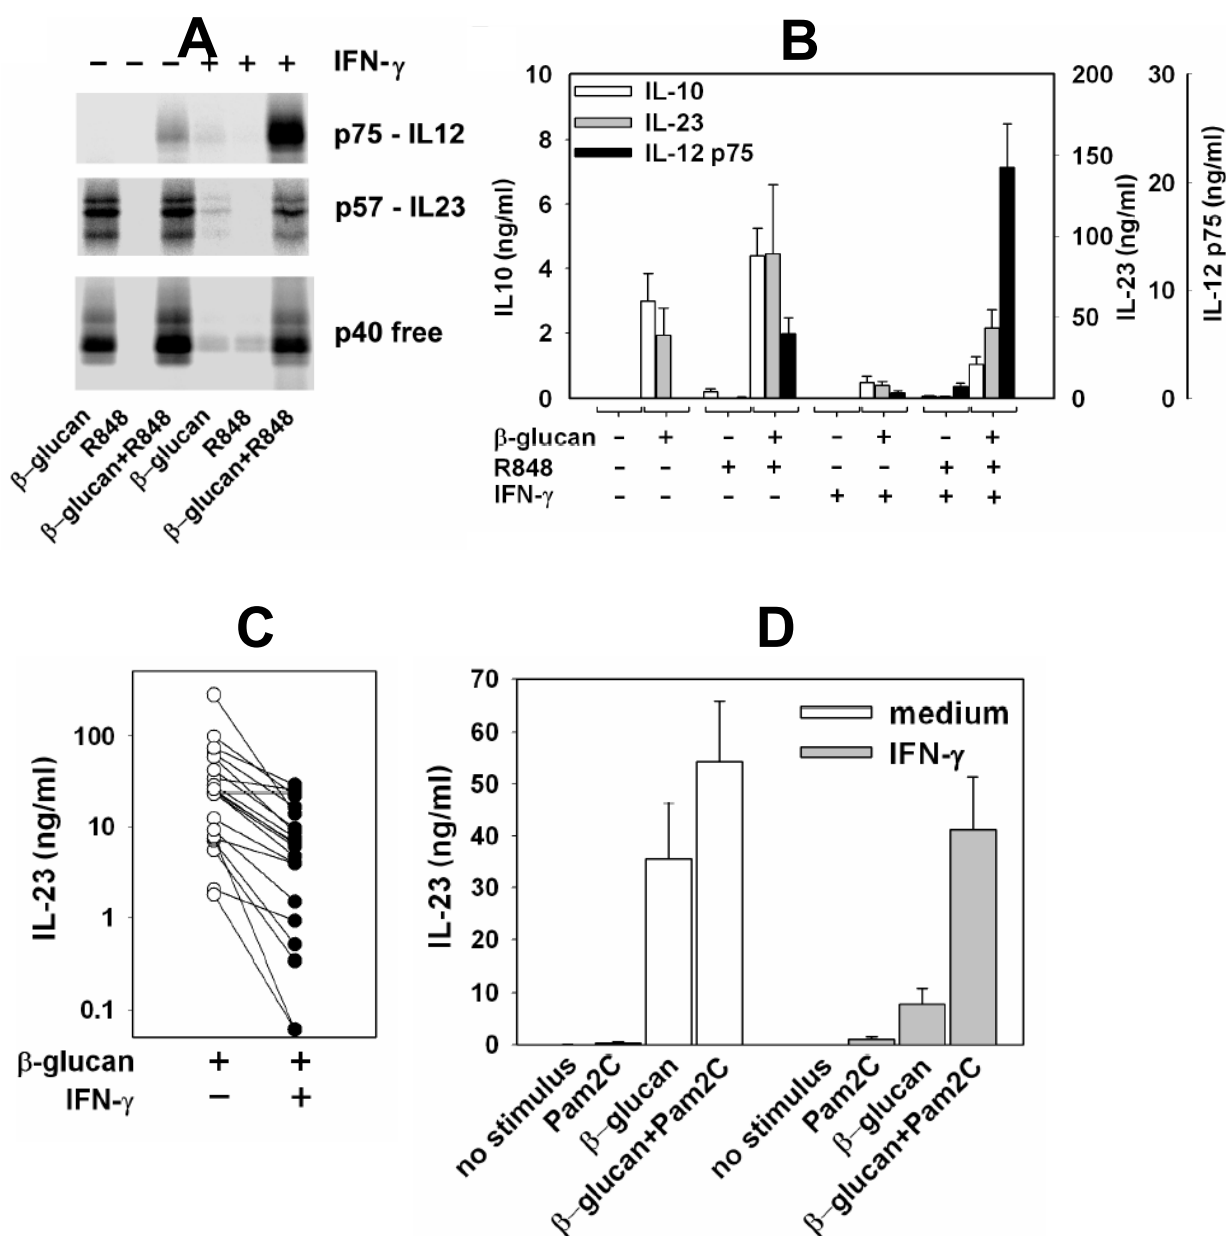 A
− − − + + + IFN-γ
p75 - IL12
p57 - IL23
p40 free
β-glucan
R848
β-glucan+R848
β-glucan
R848
β-glucan+R848
B
10
8
6
4
2
0
IL10 (ng/ml)
IL-10
IL-23
IL-12 p75
200
150
100
50
0
IL-23 (ng/ml)
30
20
10
0
IL-12 p75 (ng/ml)
β-glucan - + - + - + - +
R848 - - + + - - + +
IFN-γ - - - - + + + +
C
100
10
1
0.1
IL-23 (ng/ml)
β-glucan + +
IFN-γ − +
D
70
60
50
40
30
20
10
0
IL-23 (ng/ml)
medium
IFN-γ
no stimulus
Pam2C
β-glucan
β-glucan+Pam2C
no stimulus
Pam2C
β-glucan
β-glucan+Pam2C